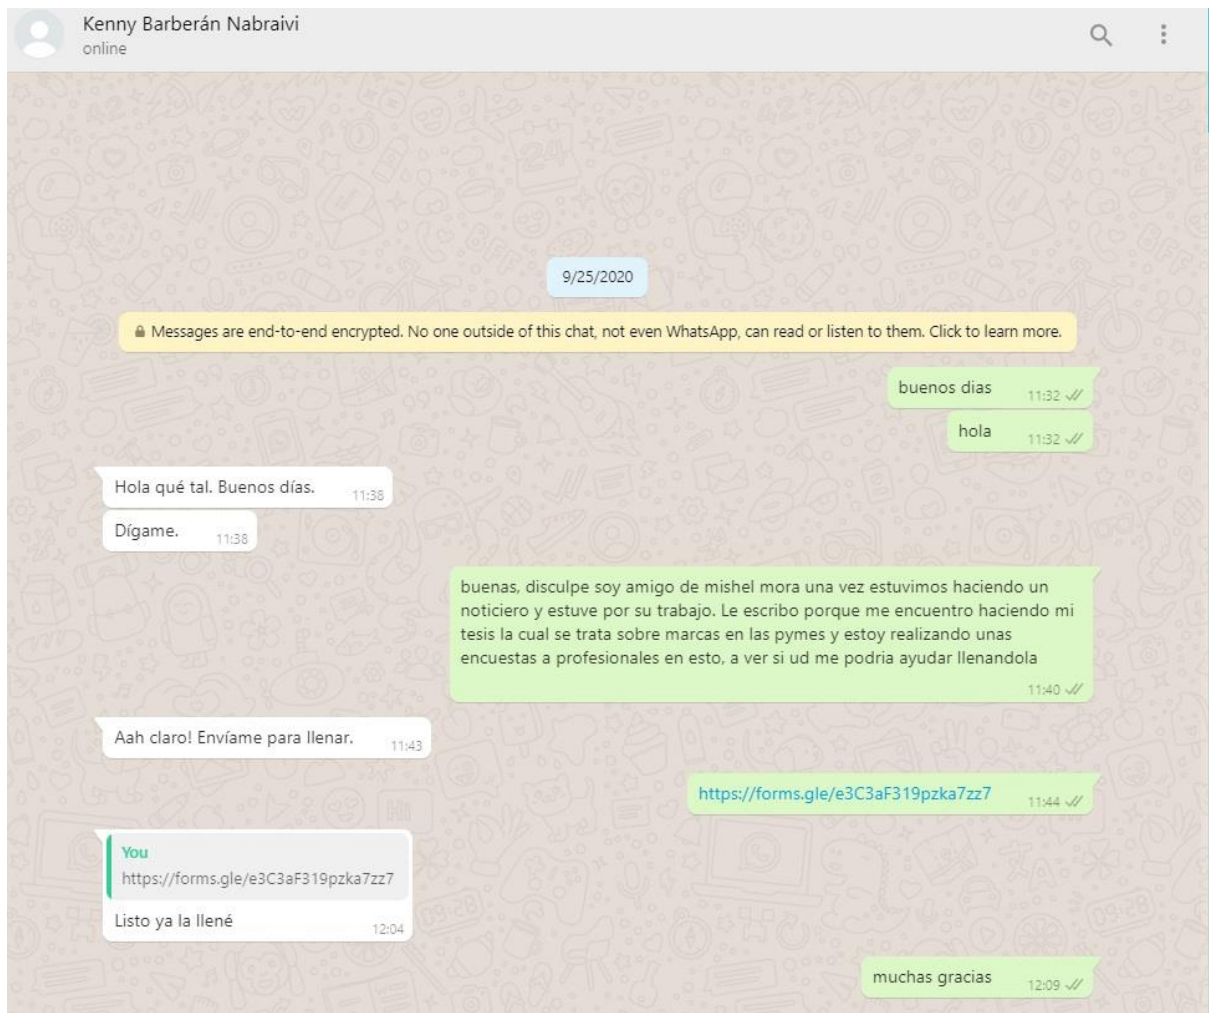 Kenny Barberán Nabraivi
online
9/25/2020
Messages are end-to-end encrypted. No one outside of this chat, not even WhatsApp, can read or listen to them. Click to learn more.
buenos dias 11:32
hola 11:32
Hola qué tal. Buenos días. 11:38
Dígame. 11:38
buenas, disculpe soy amigo de mishel mora una vez estuvimos haciendo un
noticiero y estuve por su trabajo. Le escribo porque me encuentro haciendo mi
tesis la cual se trata sobre marcas en las pymes y estoy realizando unas
encuestas a profesionales en esto, a ver si ud me podria ayudar llenandola
11:40
Aah claro! Envíame para llenar. 11:43
https://forms.gle/e3C3aF319pzka7zz7 11:44
You
https://forms.gle/e3C3aF319pzka7zz7
Listo ya la llené 12:04
muchas gracias 12:09